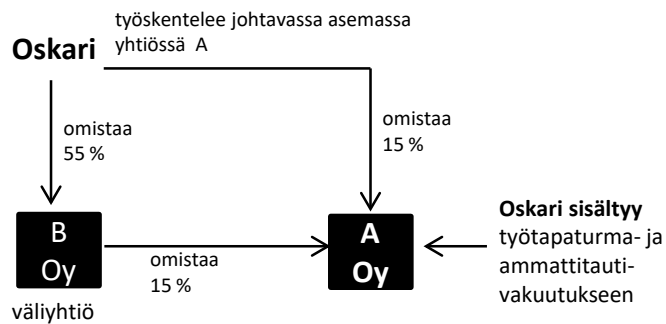 työskentelee johtavassa asemassa
yhtiössä A
Oskari
omistaa
55 %
omistaa
15 %
B
Oy
väliyhtiö
omistaa
15 %
A
Oy
Oskari sisältyy
työtapaturma- ja
ammattitauti-
vakuutukseen